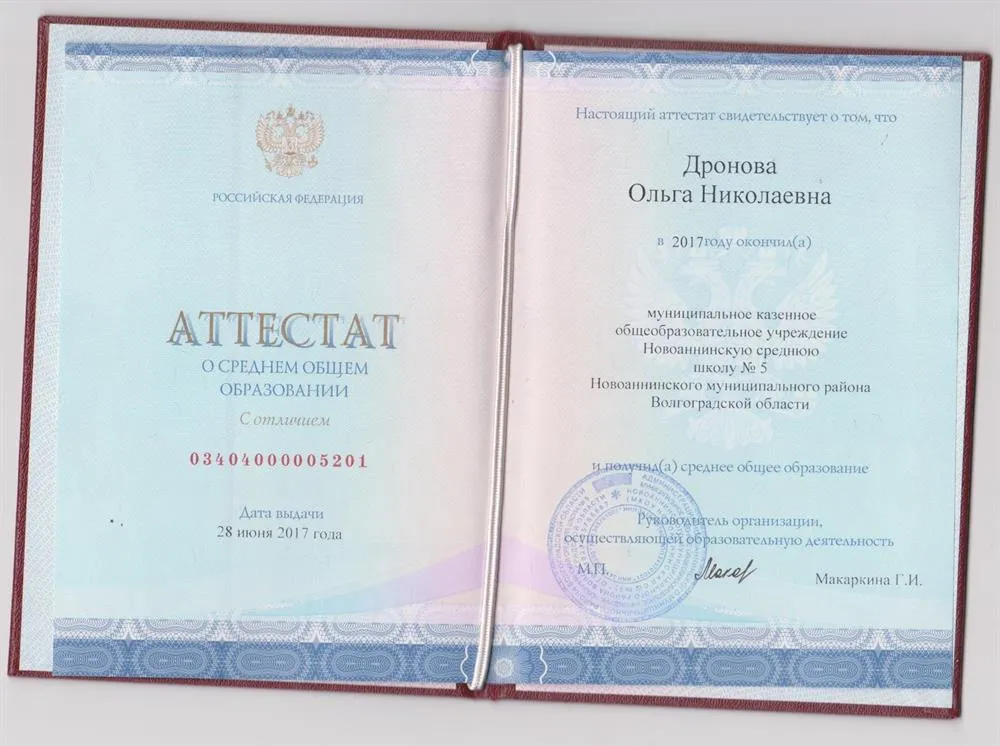 РОССИЙСКАЯ ФЕДЕРАЦИЯ
АТТЕСТАТ
О СРЕДНЕМ ОБЩЕМ
ОБРАЗОВАНИИ
С отличием
03404000005201
Дата выдачи
28 июня 2017 года
Настоящий аттестат свидетельствует о том, что
Дронова
Ольга Николаевна
в 2017году окончил(а)
муниципальное казенное
общеобразовательное учреждение
Новоаннинскую среднюю
школу № 5
Новоаннинского муниципального района
Волгоградской области
и получил(а) среднее общее образование
Руководитель организации,
осуществляющей образовательную деятельность
М.П.
Макаркина Г.И.